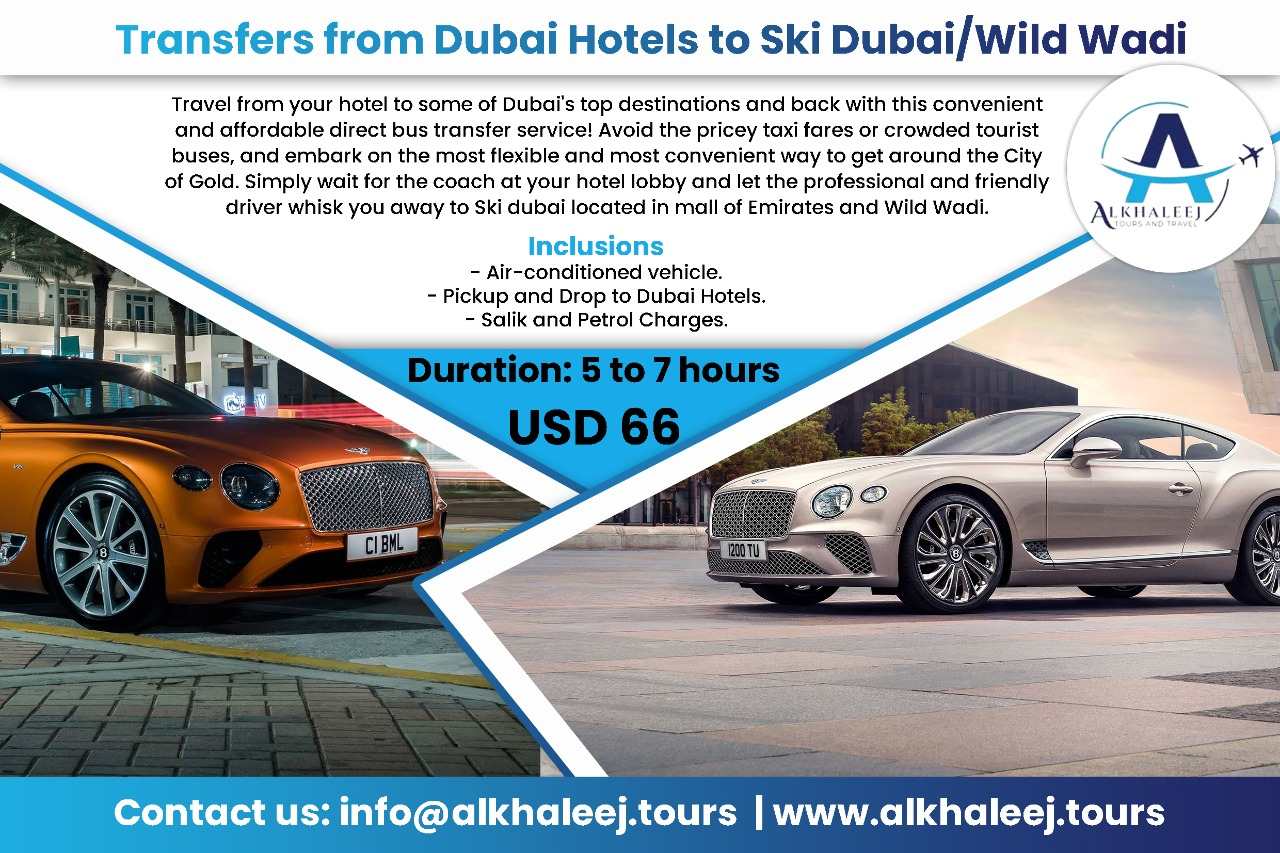 Transfers from Dubai Hotels to Ski Dubai/Wild Wadi
Travel from your hotel to some of Dubai's top destinations and back with this convenient
and affordable direct bus transfer service! Avoid the pricey taxi fares or crowded tourist
buses, and embark on the most flexible and most convenient way to get around the City
of Gold. Simply wait for the coach at your hotel lobby and let the professional and friendly
driver whisk you away to Ski dubai located in mall of Emirates and Wild Wadi.
ALKHALEEJ
TOURS AND TRAVEL
Inclusions
- Air-conditioned vehicle.
- Pickup and Drop to Dubai Hotels.
- Salik and Petrol Charges.
Duration: 5 to 7 hours
USD 66
C1 BML
1200 TU
Contact us: info@alkhaleej.tours | www.alkhaleej.tours